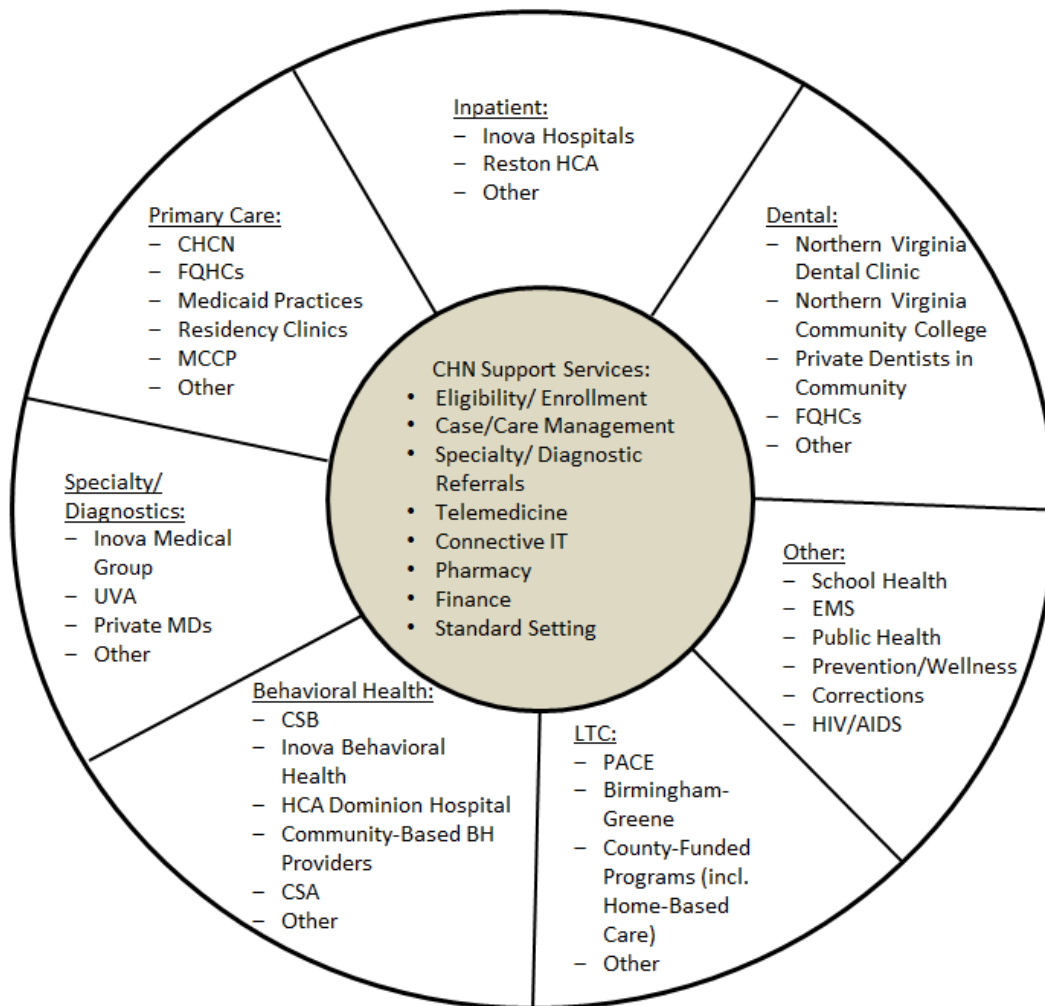 Inpatient:
– Inova Hospitals
– Reston HCA
– Other
Primary Care:
– CHCN
– FQHCs
– Medicaid Practices
– Residency Clinics
– MCCP
– Other
Dental:
– Northern Virginia
Dental Clinic
– Northern Virginia
Community College
– Private Dentists in
Community
– FQHCs
– Other
CHN Support Services:
• Eligibility/ Enrollment
• Case/Care Management
• Specialty/ Diagnostic
Referrals
• Telemedicine
• Connective IT
• Pharmacy
• Finance
• Standard Setting
Specialty/
Diagnostics:
– Inova Medical
Group
– UVA
– Private MDs
– Other
Other:
– School Health
– EMS
– Public Health
– Prevention/Wellness
– Corrections
– HIV/AIDS
Behavioral Health:
– CSB
– Inova Behavioral
Health
– HCA Dominion Hospital
– Community-Based BH
Providers
– CSA
– Other
LTC:
– PACE
– Birmingham-
Greene
– County-Funded
Programs (incl.
Home-Based
Care)
– Other